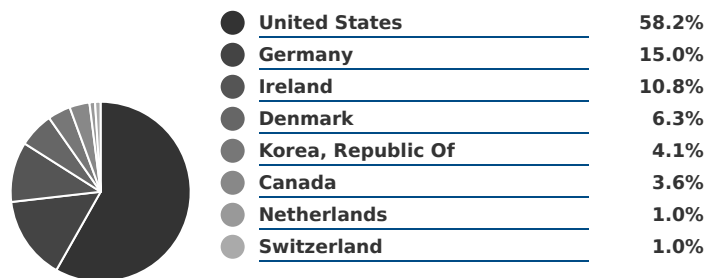 United States 58.2%
Germany 15.0%
Ireland 10.8%
Denmark 6.3%
Korea, Republic Of 4.1%
Canada 3.6%
Netherlands 1.0%
Switzerland 1.0%